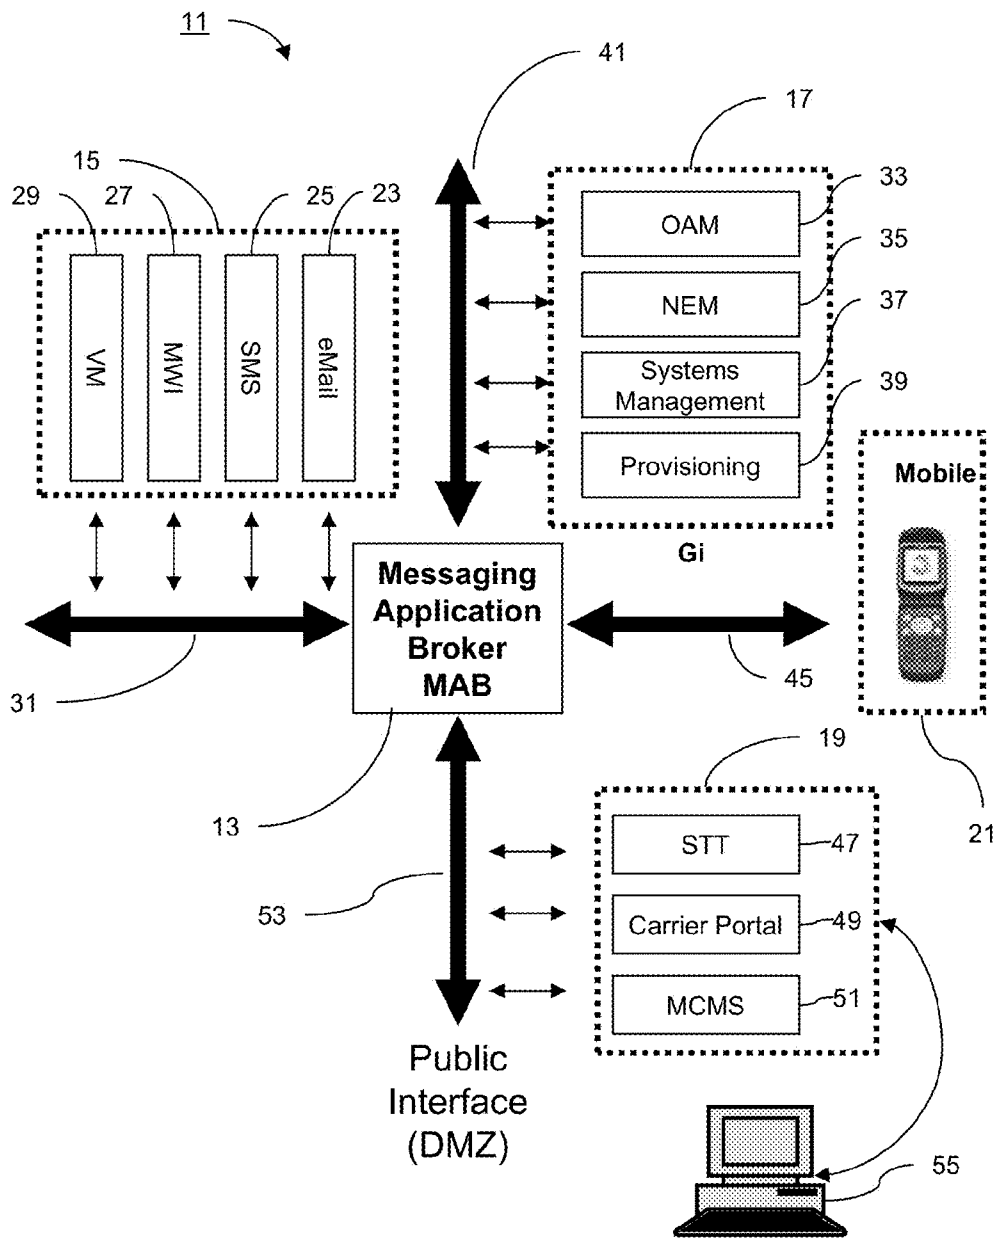 11
41
17
15
29
27
25
23
33
VM
MWI
SMS
eMail
OAM
35
NEM
37
Systems
Management
39
Provisioning
Mobile
Gi
Messaging
Application
Broker
MAB
31
45
13
19
21
STT
47
53
Carrier Portal
49
MCMS
51
Public
Interface
(DMZ)
55